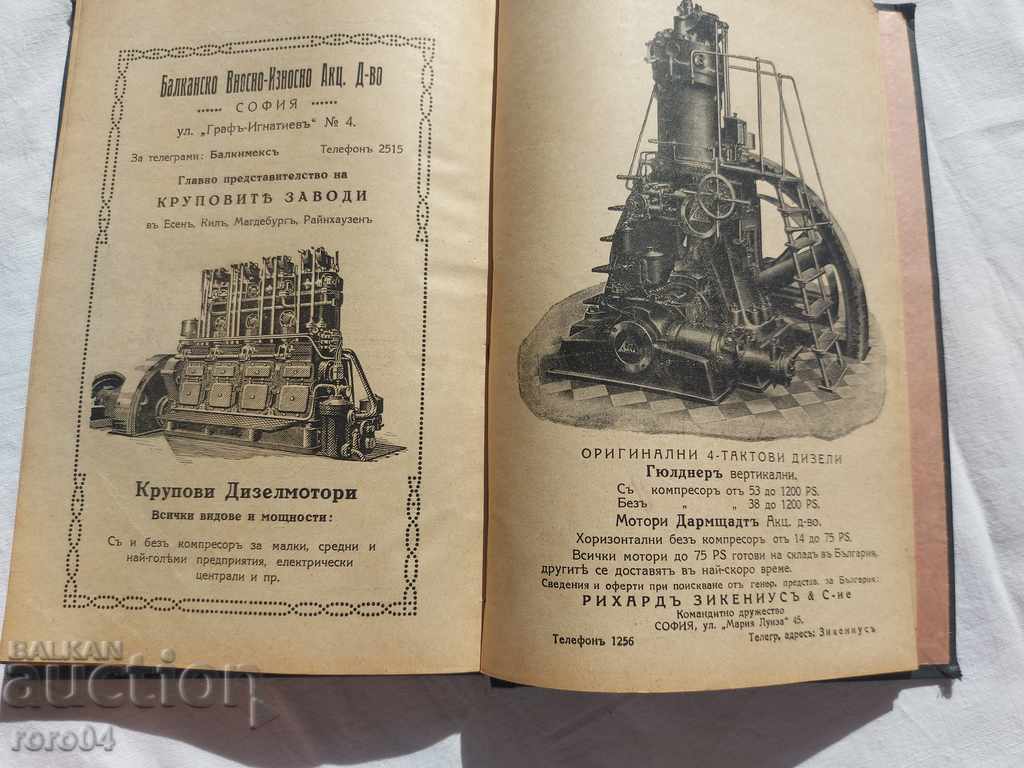 Балканско Вносно-Износно Акц. Д-во
СОФИЯ
ул. „Графъ-Игнатиевъ“ № 4.
За телеграми: Балкимексъ Телефонъ 2515
Главно представителство на
КРУПОВИТѢ ЗАВОДИ
въ Есенъ, Килъ, Магдебургъ, Райнхаузенъ
Крупови Дизелмотори
Всички видове и мощности:
Съ и безъ компресоръ за малки, средни и
най-голѣми предприятия, електрически
централи и пр.
ОРИГИНАЛНИ 4-ТАКТОВИ ДИЗЕЛИ
Гюлднеръ вертикални.
Съ компресоръ отъ 53 до 1200 PS.
Безъ „ „ 38 до 1200 PS.
Мотори Дармщадтъ Акц. д-во.
Хоризонтални безъ компресоръ отъ 14 до 75 PS.
Всички мотори до 75 PS готови на складъ въ България,
другитѣ се доставятъ въ най-скоро време.
Сведения и оферти при поискване отъ генер. представ. за България:
РИХАРДЪ ЗИКЕНИУСЪ & С-ие
Командитно дружество
СОФИЯ, ул. „Мария Луиза“ 45.
Телефонъ 1256 Телегр. адресъ: Зикениусъ
BALKAN
auction
roro04